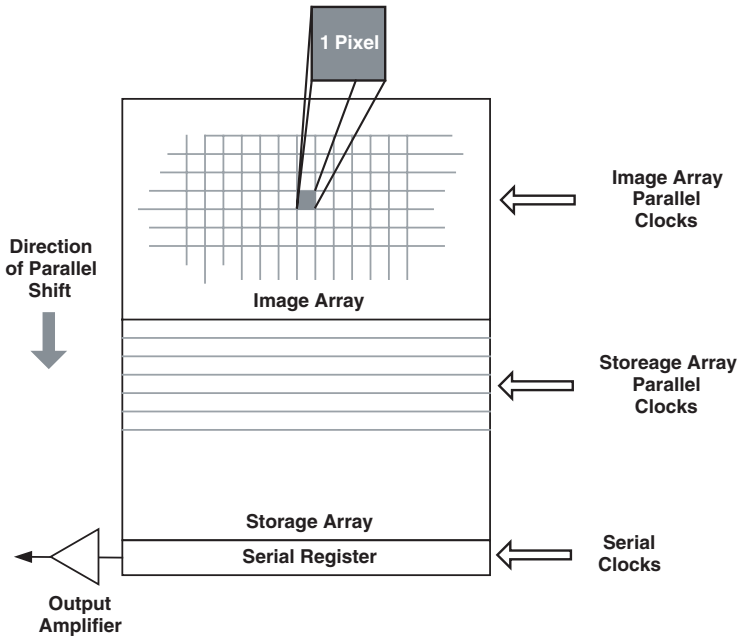 1 Pixel
Image Array
Parallel
Clocks
Direction
of Parallel
Shift
Image Array
Storeage Array
Parallel
Clocks
Storage Array
Serial Register
Serial
Clocks
Output
Amplifier